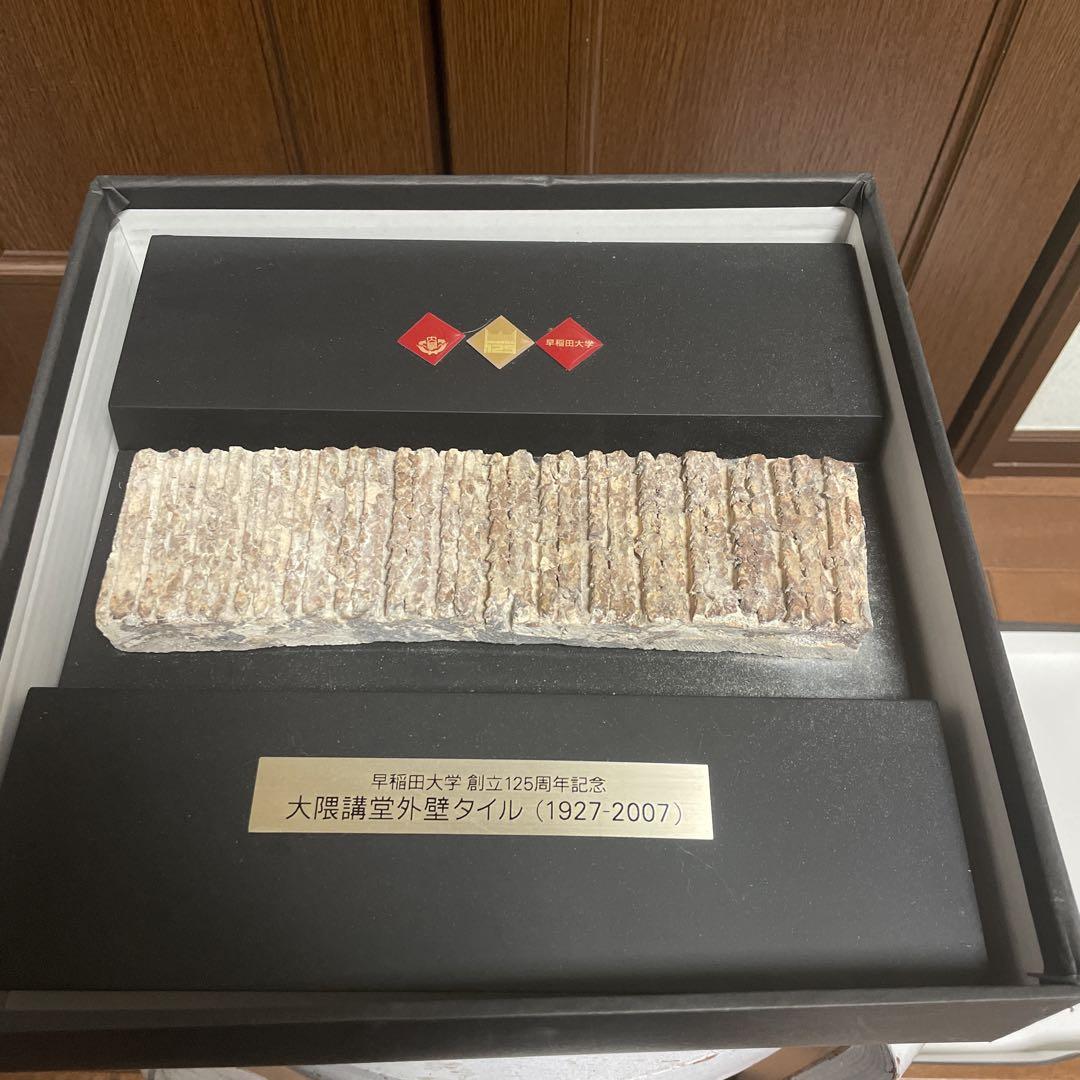 125
早稲田大学
早稲田大学 創立125周年記念
大隈講堂外壁タイル（1927-2007）